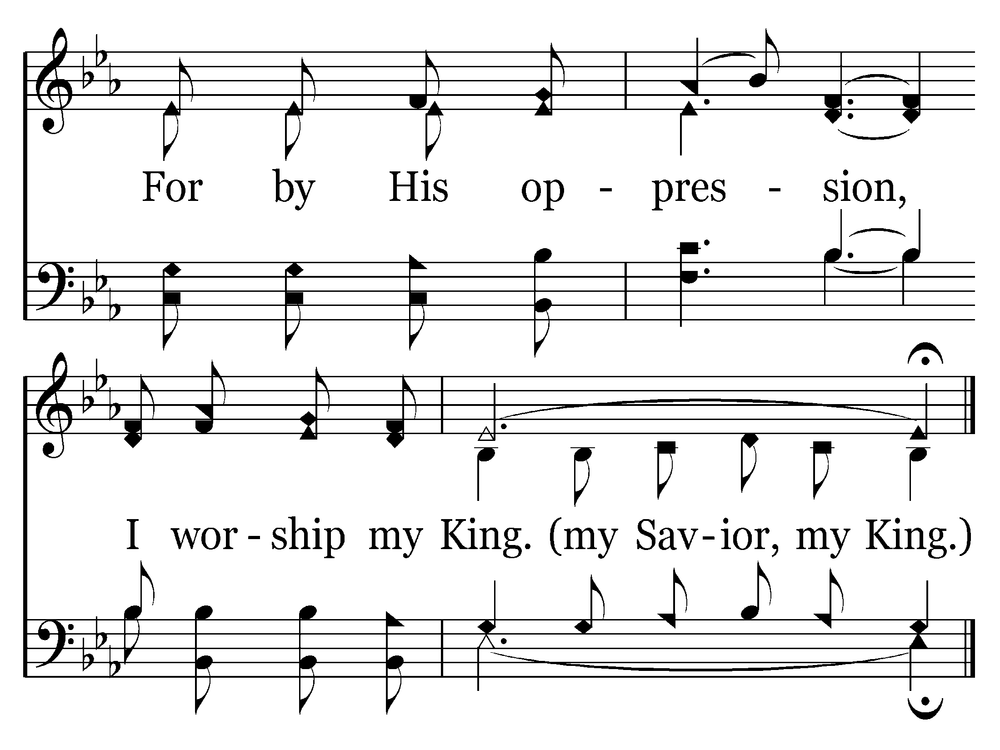 For by His op - pres - sion,
I wor - ship my King. (my Sav - ior, my King.)